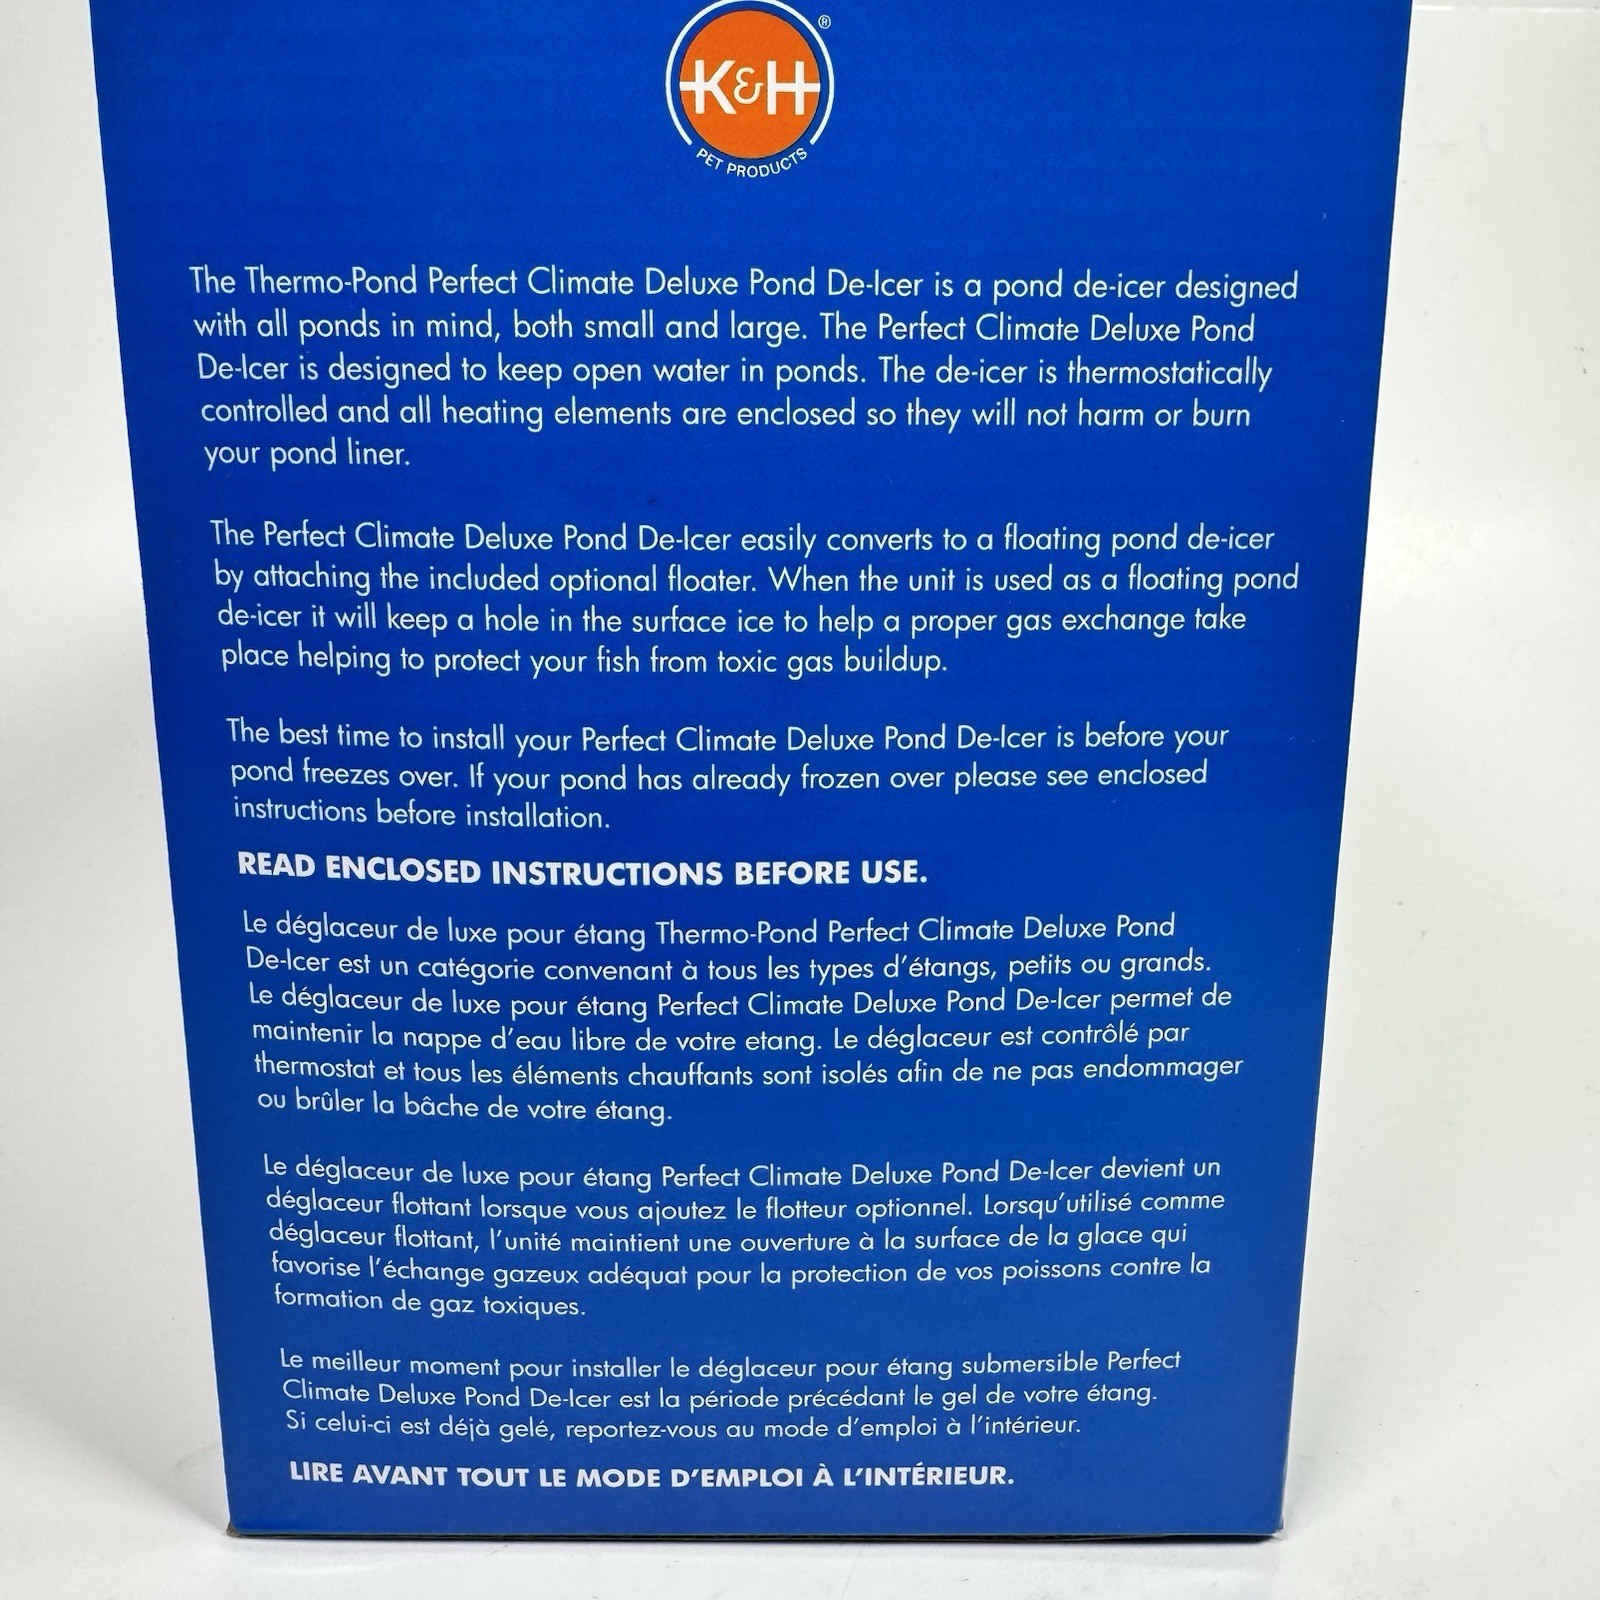 K&H
®
PET PRODUCTS
The Thermo-Pond Perfect Climate Deluxe Pond De-Icer is a pond de-icer designed
with all ponds in mind, both small and large. The Perfect Climate Deluxe Pond
De-Icer is designed to keep open water in ponds. The de-icer is thermostatically
controlled and all heating elements are enclosed so they will not harm or burn
your pond liner.
The Perfect Climate Deluxe Pond De-Icer easily converts to a floating pond de-icer
by attaching the included optional floater. When the unit is used as a floating pond
de-icer it will keep a hole in the surface ice to help a proper gas exchange take
place helping to protect your fish from toxic gas buildup.
The best time to install your Perfect Climate Deluxe Pond De-Icer is before your
pond freezes over. If your pond has already frozen over please see enclosed
instructions before installation.
READ ENCLOSED INSTRUCTIONS BEFORE USE.
Le déglaceur de luxe pour étang Thermo-Pond Perfect Climate Deluxe Pond
De-Icer est un catégorie convenant à tous les types d'étangs, petits ou grands.
Le déglaceur de luxe pour étang Perfect Climate Deluxe Pond De-Icer permet de
maintenir la nappe d'eau libre de votre etang. Le déglaceur est contrôlé par
thermostat et tous les éléments chauffants sont isolés afin de ne pas endommager
ou brûler la bâche de votre étang.
Le déglaceur de luxe pour étang Perfect Climate Deluxe Pond De-Icer devient un
déglaceur flottant lorsque vous ajoutez le flotteur optionnel. Lorsqu'utilisé comme
déglaceur flottant, l'unité maintient une ouverture à la surface de la glace qui
favorise l'échange gazeux adéquat pour la protection de vos poissons contre la
formation de gaz toxiques.
Le meilleur moment pour installer le déglaceur pour étang submersible Perfect
Climate Deluxe Pond De-Icer est la période précédant le gel de votre étang.
Si celui-ci est déjà gelé, reportez-vous au mode d'emploi à l'intérieur.
LIRE AVANT TOUT LE MODE D'EMPLOI À L'INTÉRIEUR.